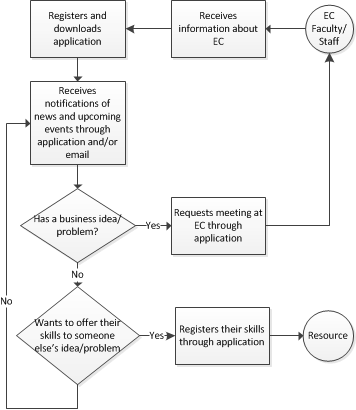 Registers and
downloads
application
Receives
information about
EC
EC
Faculty/
Staff
Receives
notifications of
news and upcoming
events through
application and/or
email
Has a business idea/
problem?
Yes
Requests meeting at
EC through
application
No
No
Wants to offer their
skills to someone
else's idea/problem
Yes
Registers their skills
through application
Resource